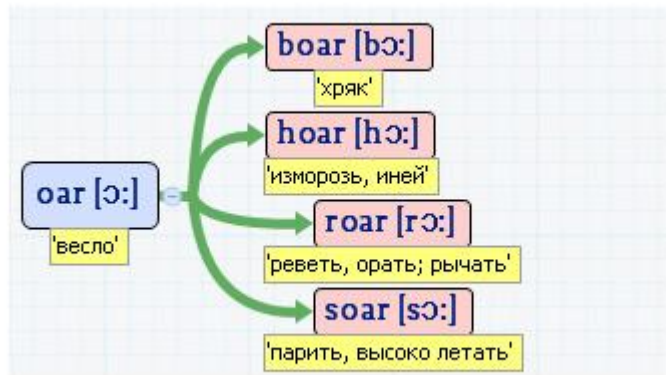 boar [bɔ:]
'хряк'
hoar [hɔ:]
'изморозь, иней'
oar [ɔ:]
'весло'
roar [rɔ:]
'реветь, орать; рычать'
soar [sɔ:]
'парить, высоко летать'